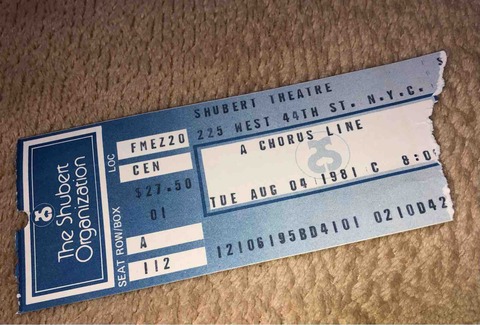 The Shubert
Organization
SEAT ROW/BOX
LOC
FMEZ20
CEN
$27.50
01
A
112
SHUBERT THEATRE
225 WEST 44TH ST. N.Y.C.
A CHORUS LINE
TUE AUG 04 1981 C 8:0
12106195BD4101 0210D42